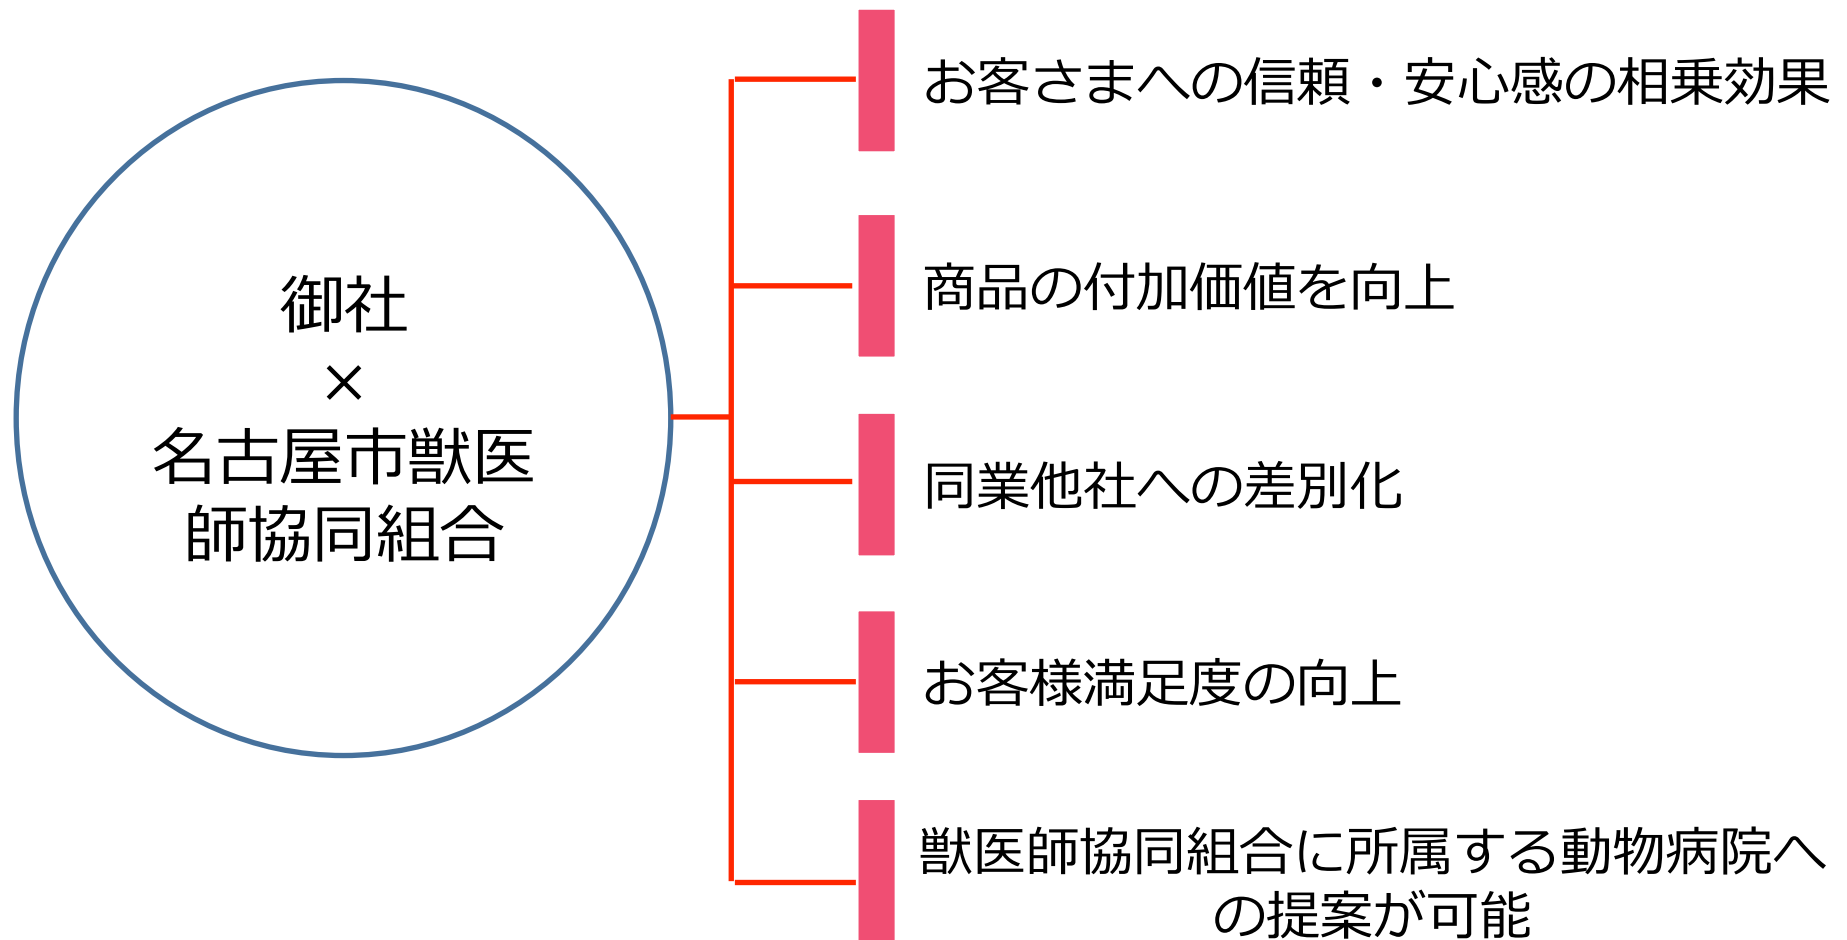 御社
×
名古屋市獣医
師協同組合
お客さまへの信頼・安心感の相乗効果
商品の付加価値を向上
同業他社への差別化
お客様満足度の向上
獣医師協同組合に所属する動物病院へ
の提案が可能